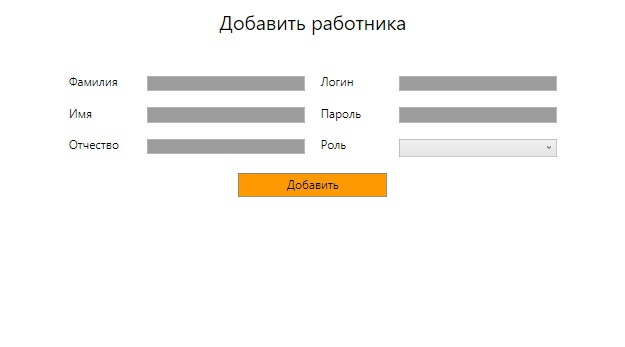 Добавить работника
Фамилия
Логин
Имя
Пароль
Отчество
Роль
Добавить